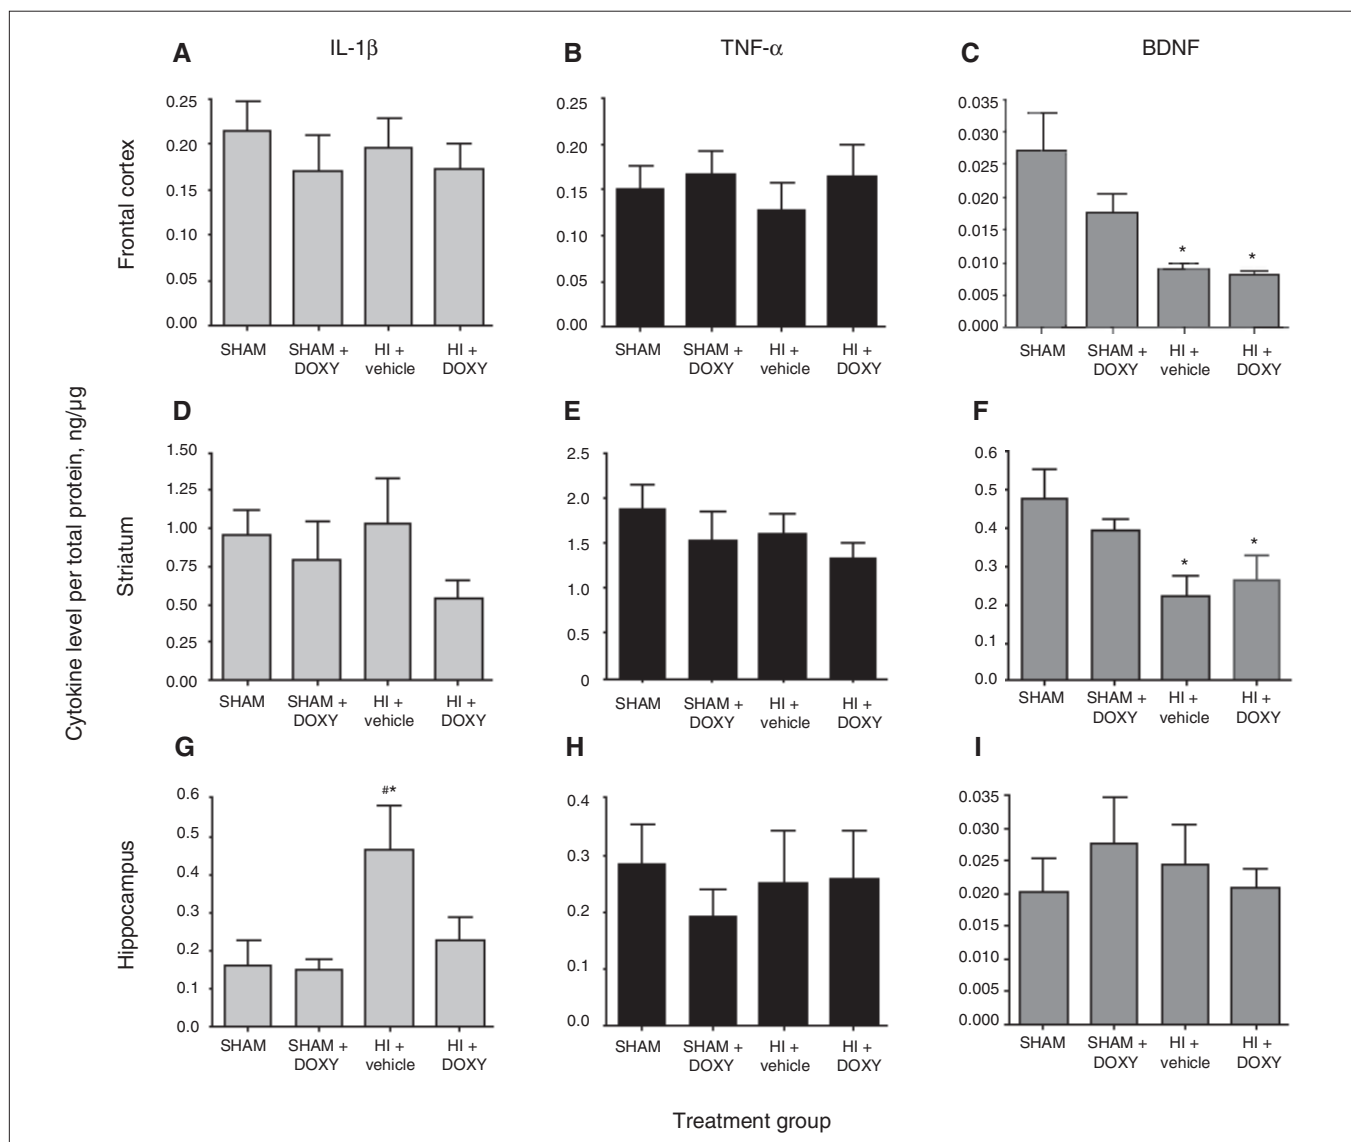 A
IL-1β
B
TNF-α
C
BDNF
Frontal cortex
0.25
0.20
0.15
0.10
0.05
0.00
SHAM
SHAM + DOXY
HI + vehicle
HI + DOXY
0.25
0.20
0.15
0.10
0.05
0.00
SHAM
SHAM + DOXY
HI + vehicle
HI + DOXY
0.035
0.030
0.025
0.020
0.015
0.010
0.005
0.000
*
*
SHAM
SHAM + DOXY
HI + vehicle
HI + DOXY
Cytokine level per total protein, ng/µg
D
E
F
Striatum
1.50
1.25
1.00
0.75
0.50
0.25
0.00
SHAM
SHAM + DOXY
HI + vehicle
HI + DOXY
2.5
2.0
1.5
1.0
0.5
0
SHAM
SHAM + DOXY
HI + vehicle
HI + DOXY
0.6
0.5
0.4
0.3
0.2
0.1
0.0
*
*
SHAM
SHAM + DOXY
HI + vehicle
HI + DOXY
G
H
I
Hippocampus
0.6
0.5
0.4
0.3
0.2
0.1
0.0
#*
SHAM
SHAM + DOXY
HI + vehicle
HI + DOXY
0.4
0.3
0.2
0.1
0.0
SHAM
SHAM + DOXY
HI + vehicle
HI + DOXY
0.035
0.030
0.025
0.020
0.015
0.010
0.005
0.000
SHAM
SHAM + DOXY
HI + vehicle
HI + DOXY
Treatment group